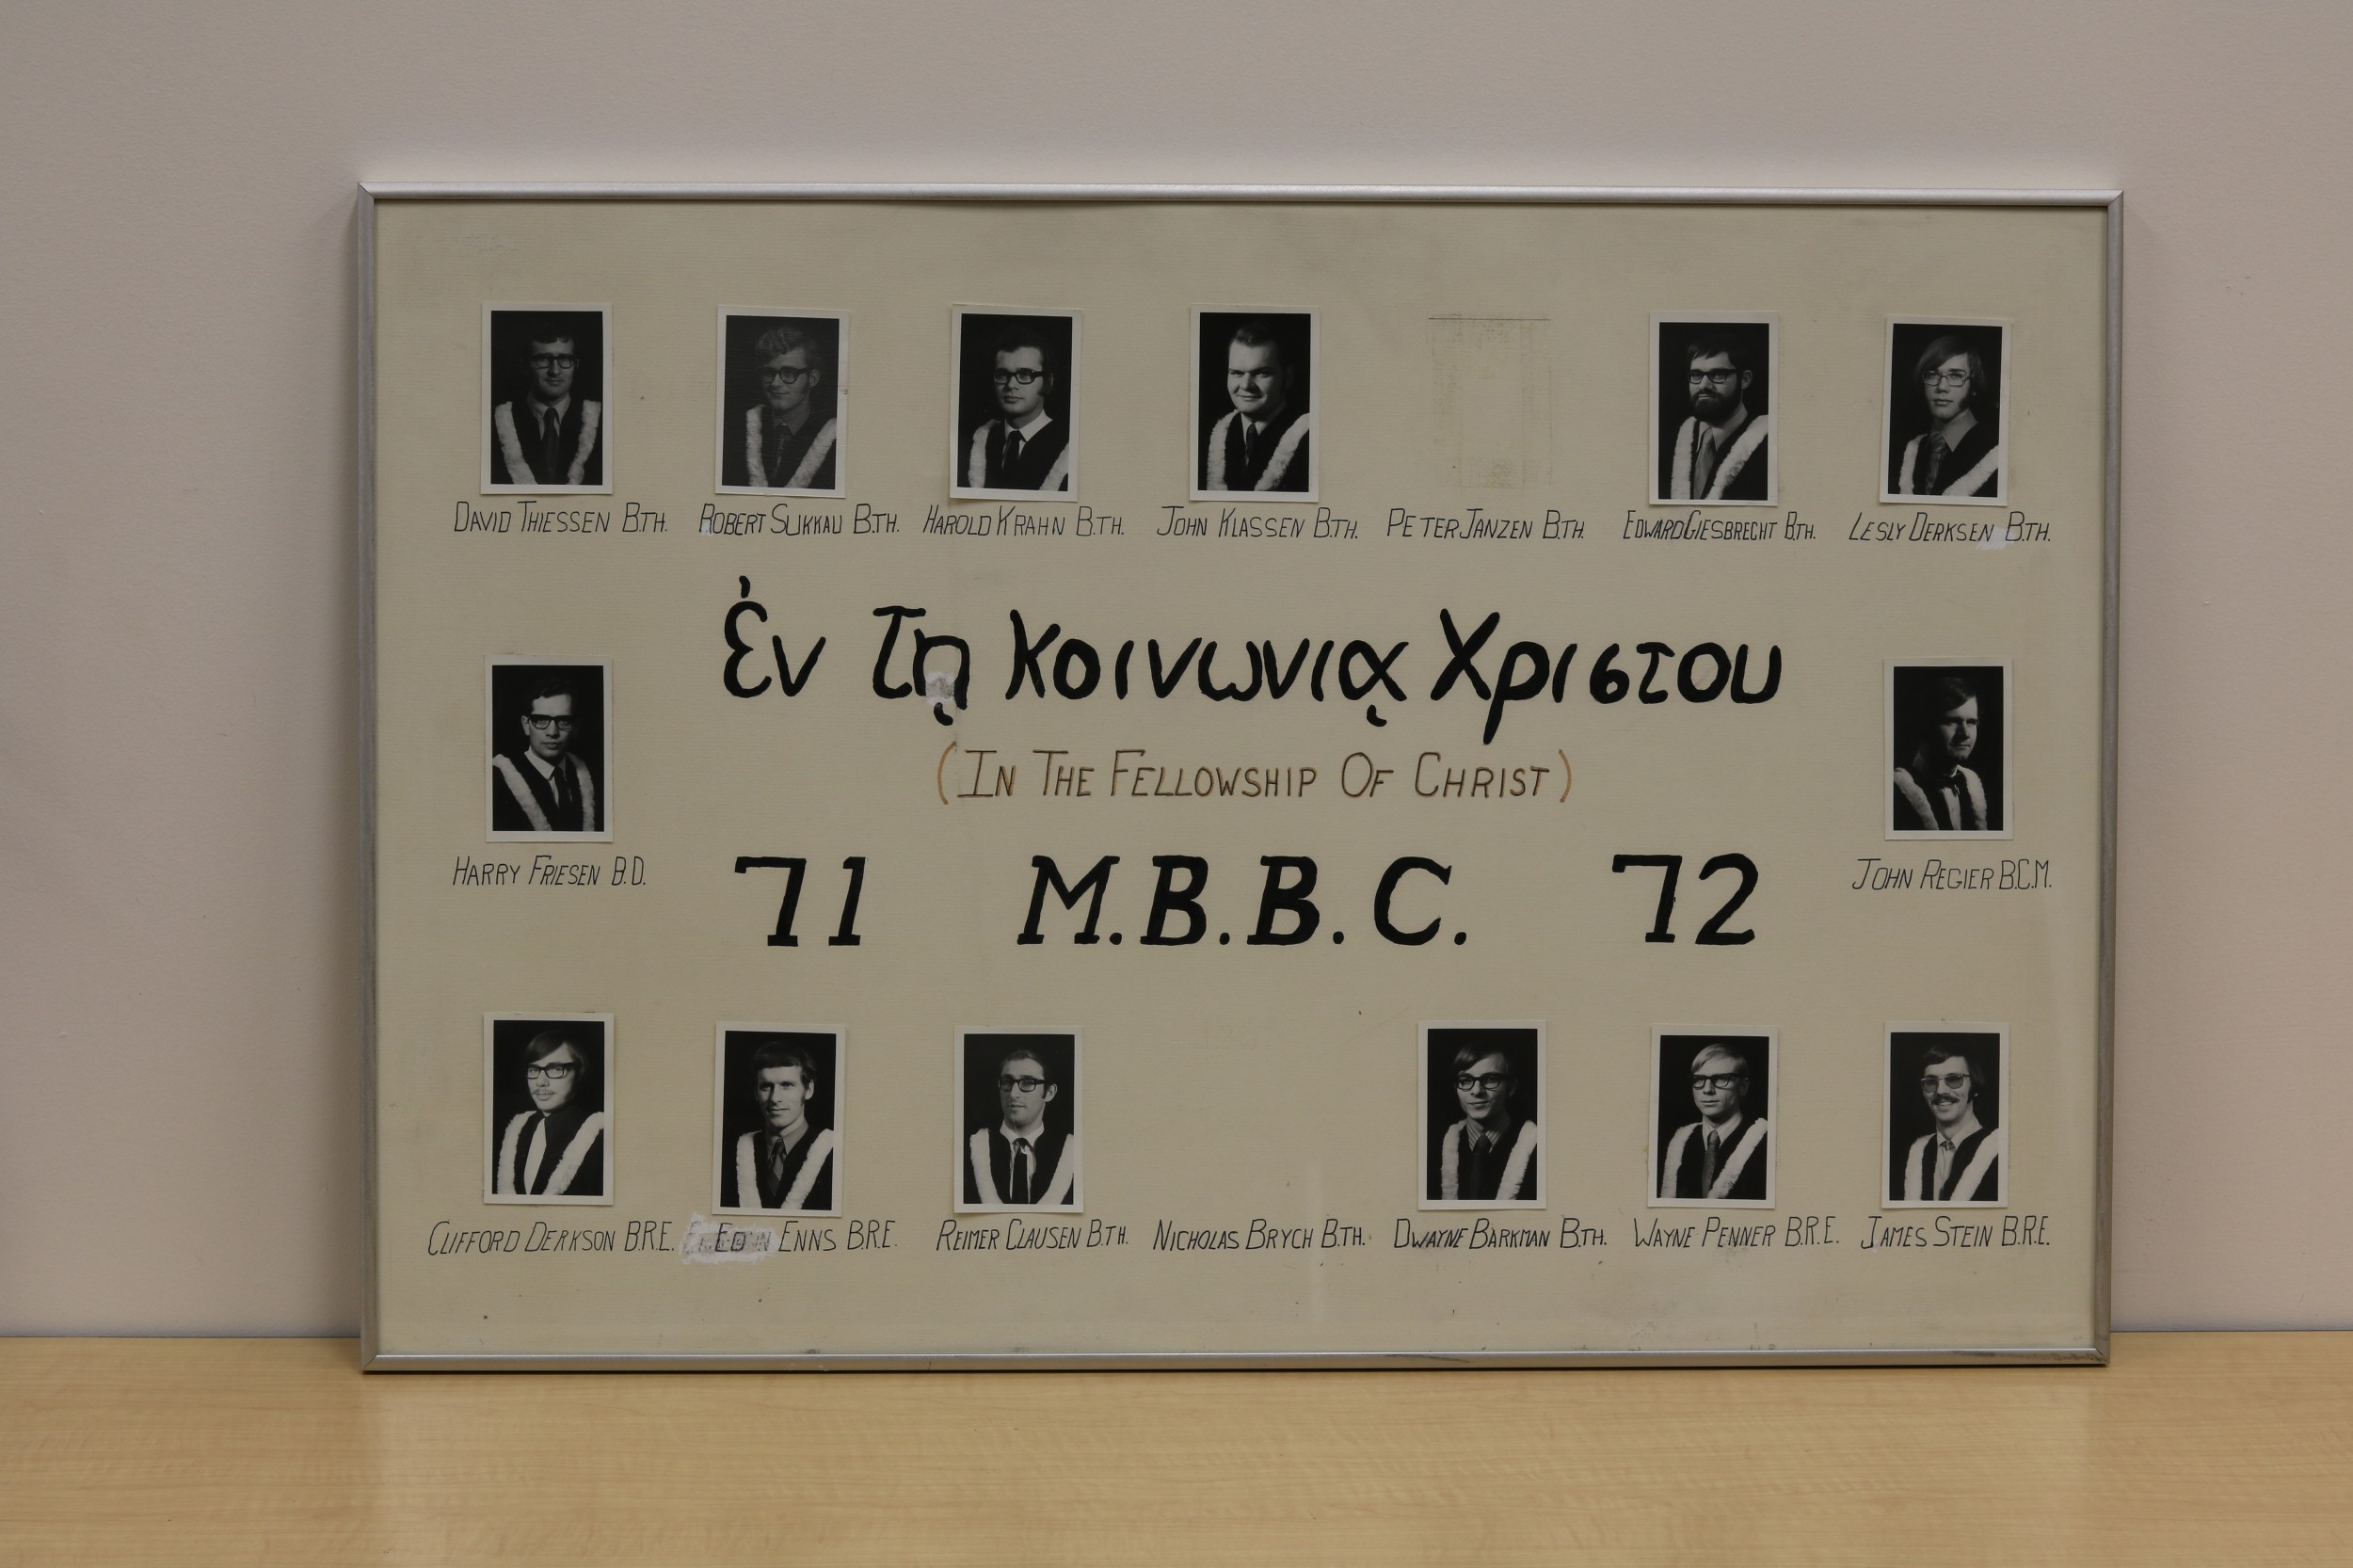 DAVID THIESSEN B.TH. ROBERT SUKKAU B.TH. HAROLD KRAHN B.TH. JOHN KLASSEN B.TH. PETER JANZEN B.TH. EDWARD GIESBRECHT B.TH. LESLY DERKSEN B.TH.
ἐν τῃ κοινωνιᾳ Χριστου
(IN THE FELLOWSHIP OF CHRIST)
HARRY FRIESEN B.D. JOHN REGIER B.C.M.
71 M.B.B.C. 72
CLIFFORD DERKSON B.R.E. ED ENNS B.R.E. REIMER CLAUSEN B.TH. NICHOLAS BRYCH B.TH. DWAYNE BARKMAN B.TH. WAYNE PENNER B.R.E. JAMES STEIN B.R.E.